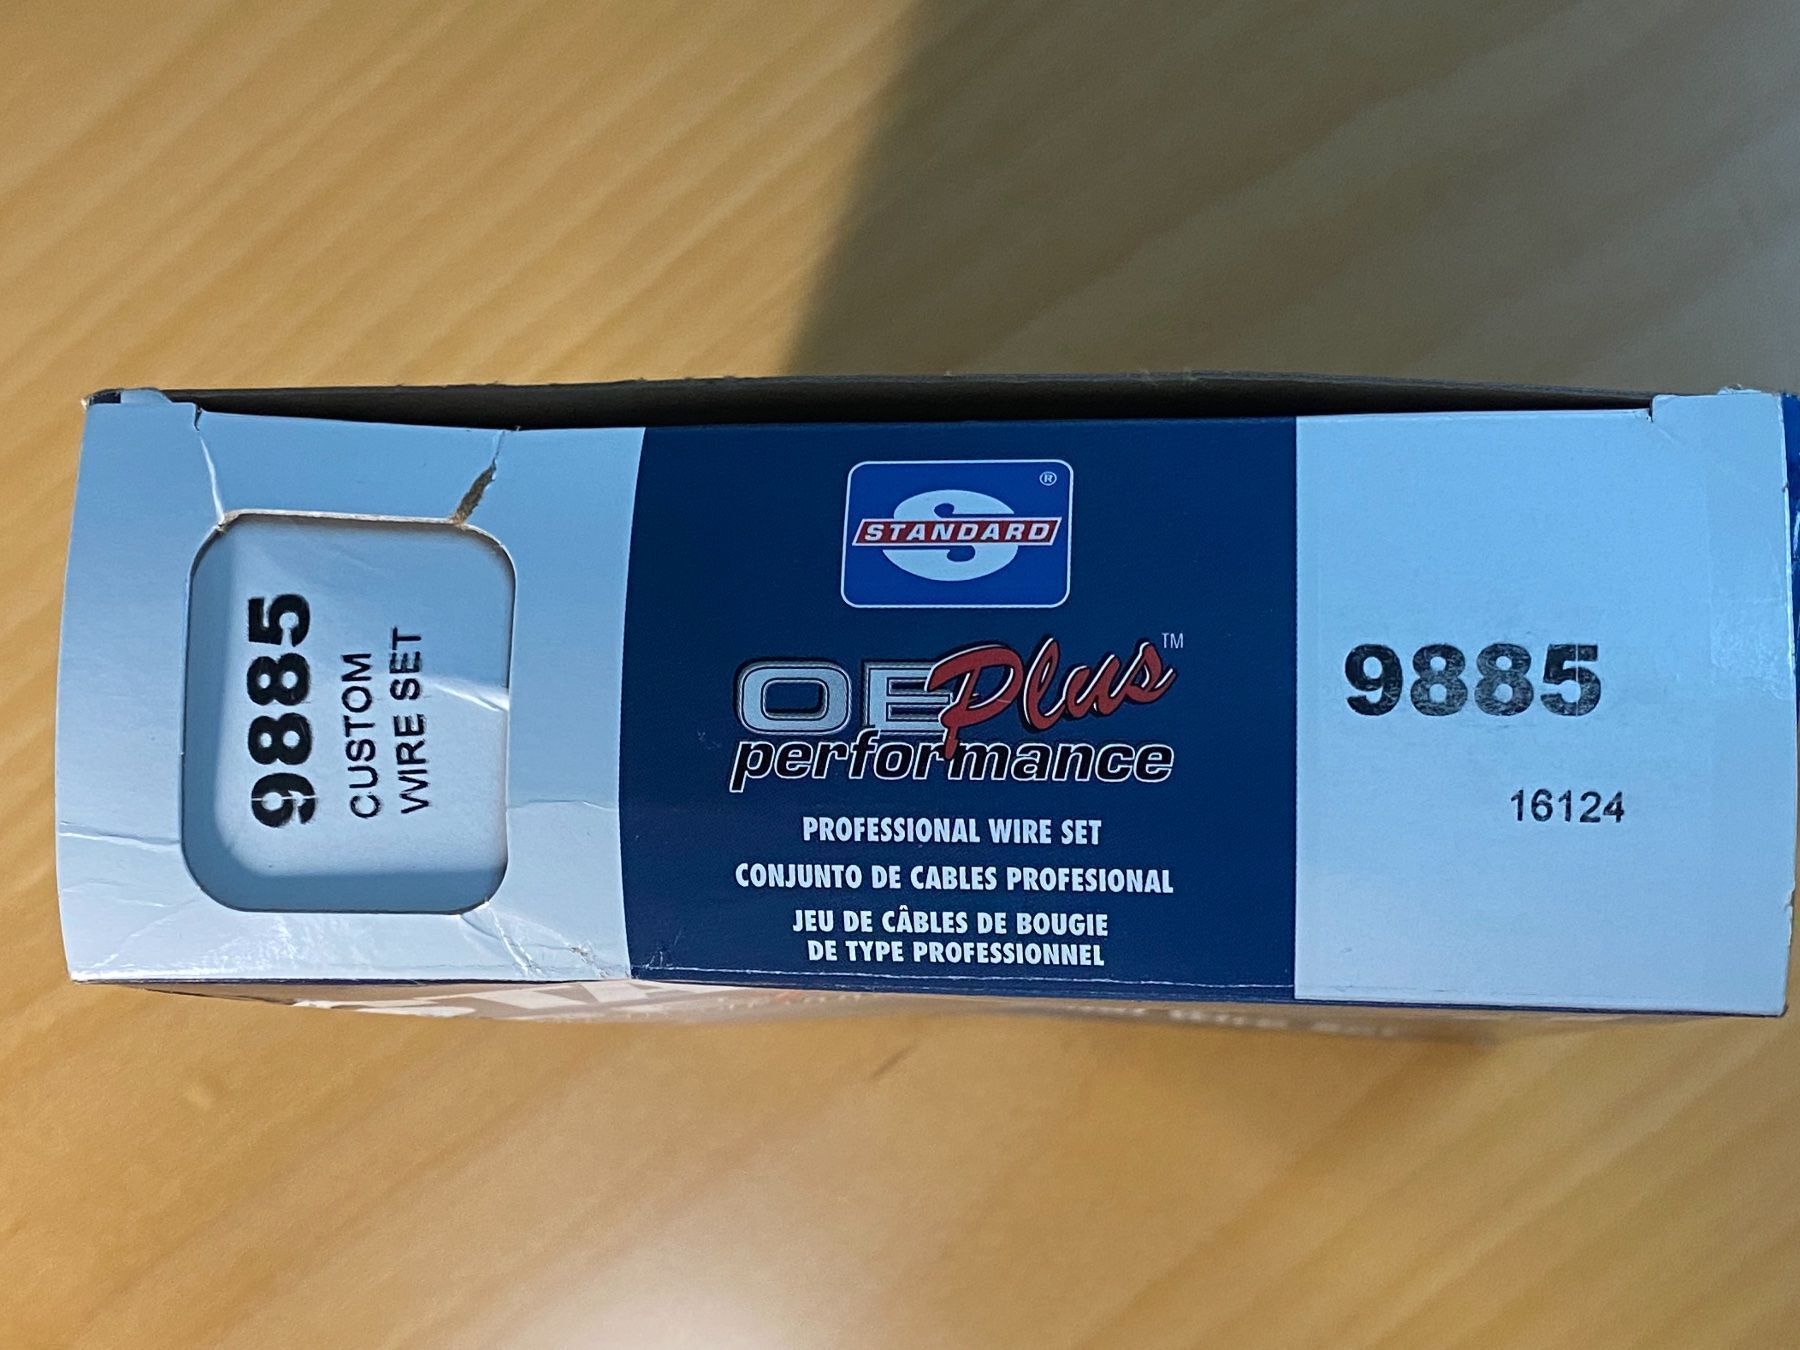 9885
CUSTOM
WIRE SET
STANDARD ®
OE Plus ™
performance
PROFESSIONAL WIRE SET
CONJUNTO DE CABLES PROFESIONAL
JEU DE CÂBLES DE BOUGIE
DE TYPE PROFESSIONNEL
9885
16124